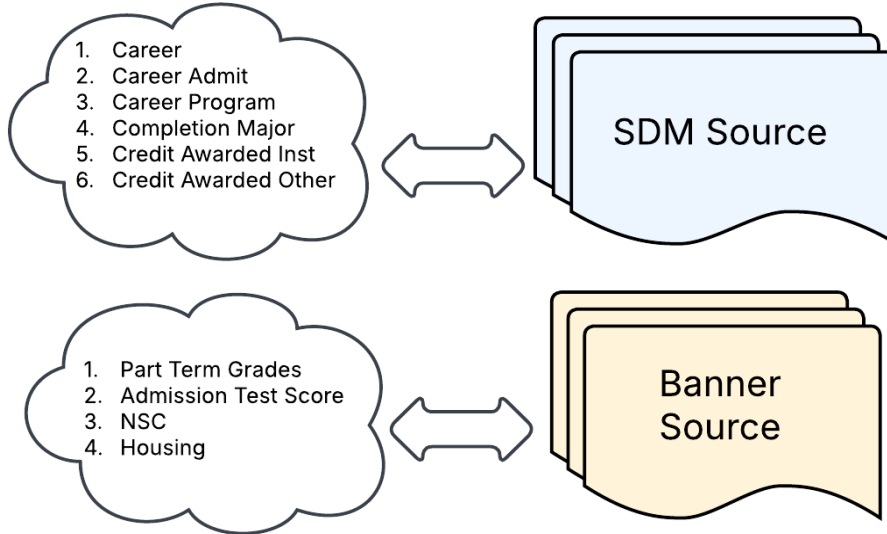 1. Career
2. Career Admit
3. Career Program
4. Completion Major
5. Credit Awarded Inst
6. Credit Awarded Other
SDM Source
1. Part Term Grades
2. Admission Test Score
3. NSC
4. Housing
Banner
Source